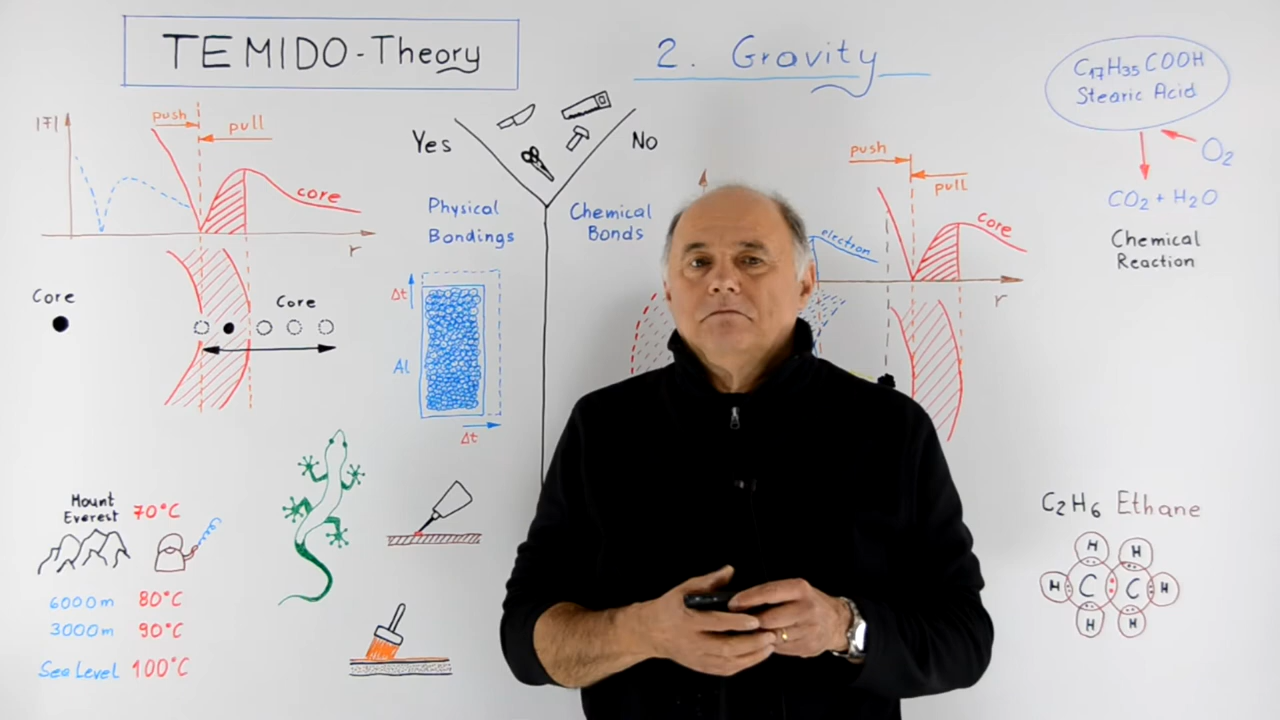 TEMIDO-Theory
2. Gravity
C17H35COOH
Stearic Acid
O2
CO2 + H2O
Chemical
Reaction
|F|
push
pull
core
r
Core
Core
Yes
No
Physical
Bondings
Chemical
Bonds
Δt
Al
Δt
push
pull
core
electron
r
Mount
Everest 70°C
6000m 80°C
3000m 90°C
Sea Level 100°C
C2H6 Ethane
H H
H C C H
H H